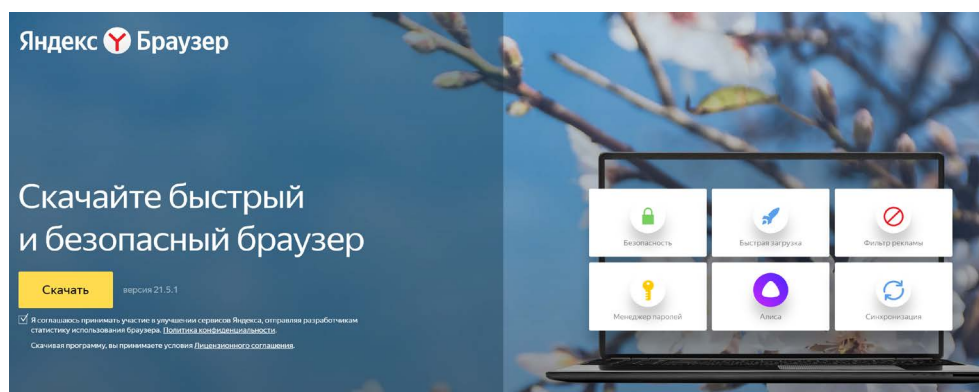 Яндекс Браузер
Скачайте быстрый
и безопасный браузер
Скачать
версия 21.5.1
Я соглашаюсь принимать участие в улучшении сервисов Яндекса, отправляя разработчикам
статистику использования браузера. Политика конфиденциальности.
Скачивая программу, вы принимаете условия Лицензионного соглашения.
Безопасность
Быстрая загрузка
Фильтр рекламы
Менеджер паролей
Алиса
Синхронизация